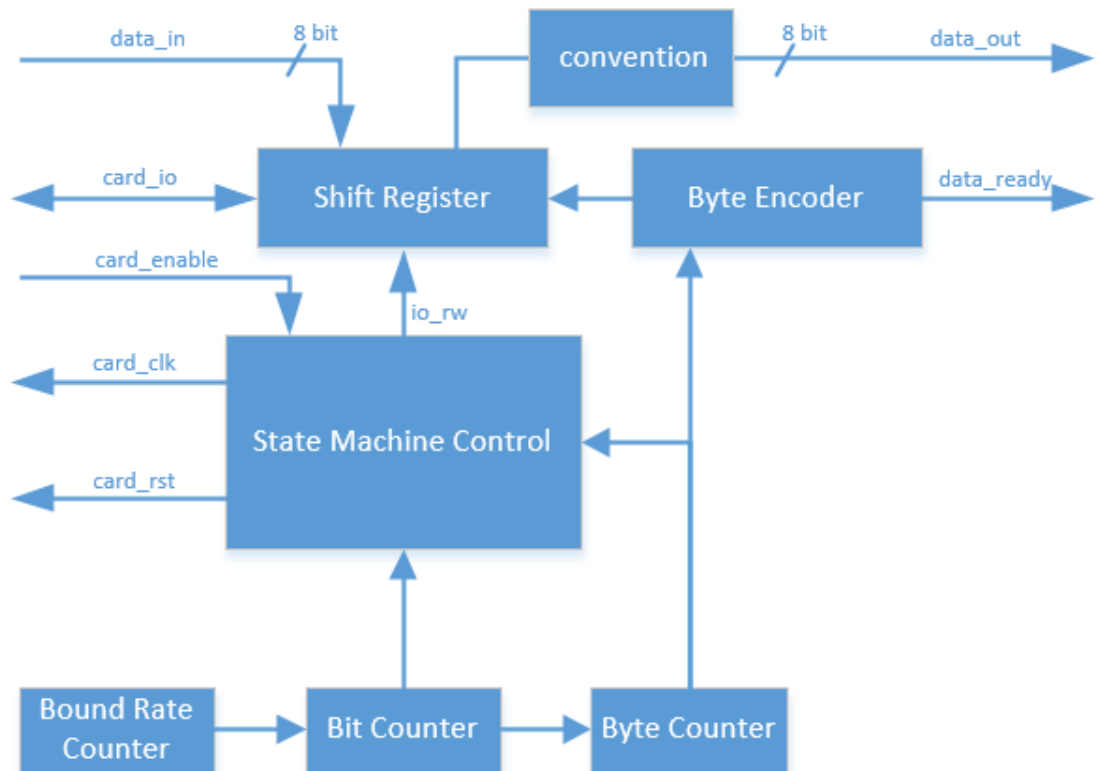 data_in
8 bit
convention
8 bit
data_out
card_io
Shift Register
Byte Encoder
data_ready
card_enable
io_rw
card_clk
State Machine Control
card_rst
Bound Rate
Counter
Bit Counter
Byte Counter